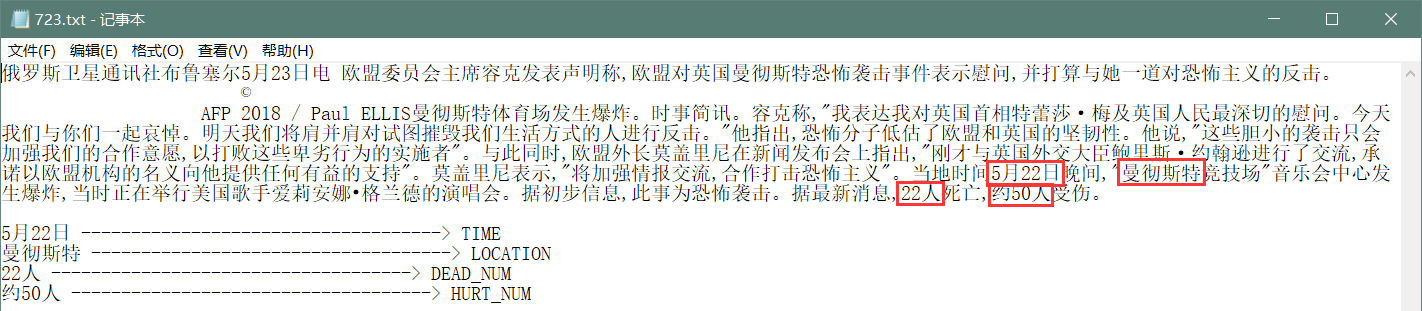 723.txt - 记事本
文件(F) 编辑(E) 格式(O) 查看(V) 帮助(H)
俄罗斯卫星通讯社布鲁塞尔5月23日电 欧盟委员会主席容克发表声明称,欧盟对英国曼彻斯特恐怖袭击事件表示慰问,并打算与她一道对恐怖主义的反击。
©
AFP 2018 / Paul ELLIS曼彻斯特体育场发生爆炸。时事简讯。容克称,"我表达我对英国首相特蕾莎·梅及英国人民最深切的慰问。今天
我们与你们一起哀悼。明天我们将肩并肩对试图摧毁我们生活方式的人进行反击。"他指出,恐怖分子低估了欧盟和英国的坚韧性。他说,"这些胆小的袭击只会
加强我们的合作意愿,以打败这些卑劣行为的实施者"。与此同时,欧盟外长莫盖里尼在新闻发布会上指出,"刚才与英国外交大臣鲍里斯·约翰逊进行了交流,承
诺以欧盟机构的名义向他提供任何有益的支持"。莫盖里尼表示,"将加强情报交流,合作打击恐怖主义"。当地时间5月22日晚间,"曼彻斯特竞技场"音乐会中心发
生爆炸,当时正在举行美国歌手爱莉安娜·格兰德的演唱会。据初步信息,此事为恐怖袭击。据最新消息,22人死亡,约50人受伤。
5月22日 ------------------------------------> TIME
曼彻斯特 ------------------------------------> LOCATION
22人 ------------------------------------> DEAD_NUM
约50人 ------------------------------------> HURT_NUM